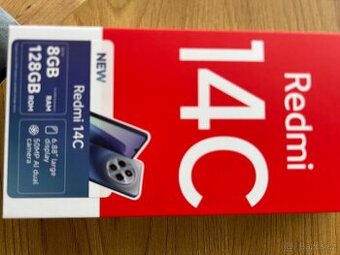 Redmi
14C
NEW
Redmi 14C
8GB
RAM
128GB
ROM
6.88" large
display
50MP AI dual
camera